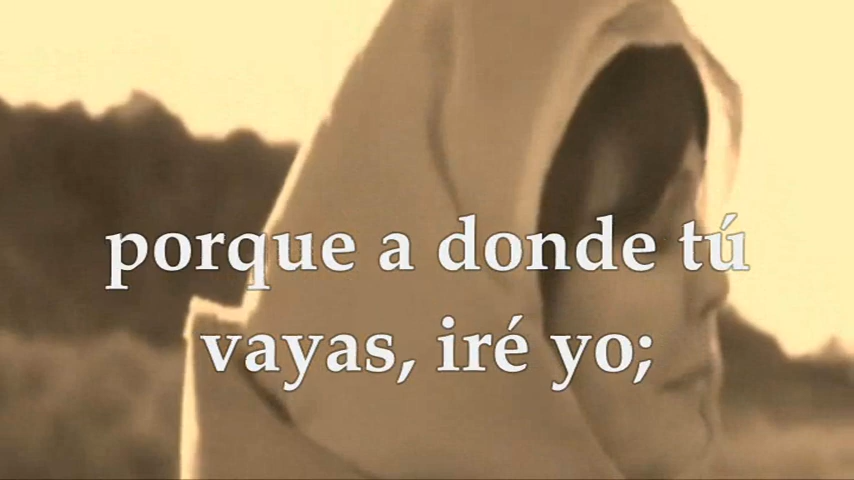 porque a donde tú
vayas, iré yo;